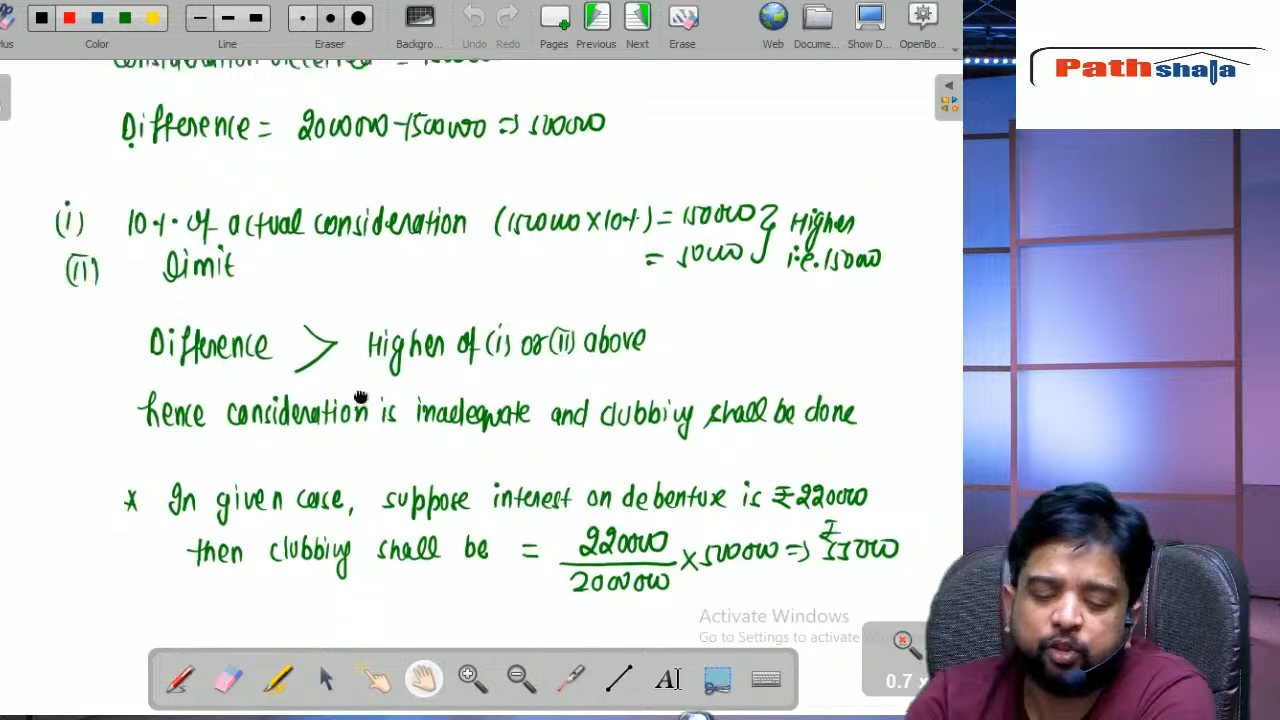 Color
Line
Eraser
Backgro...
Undo
Redo
Pages
Previous
Next
Erase
Web
Docume...
Show D...
OpenBo...
Pathshala
Difference = 2000000 - 1500000 => 500000
(i) 10% of actual consideration (1500000 x 10%) = 150000 } Higher
(ii) limit = 50000 i.e. 150000
Difference > Higher of (i) or (ii) above
hence consideration is inadequate and clubbing shall be done
* In given case, suppose interest on debenture is ₹220000
then clubbing shall be = 220000 / 2000000 x 500000 => ₹55000
Activate Windows
Go to Settings to activate
0.7 x